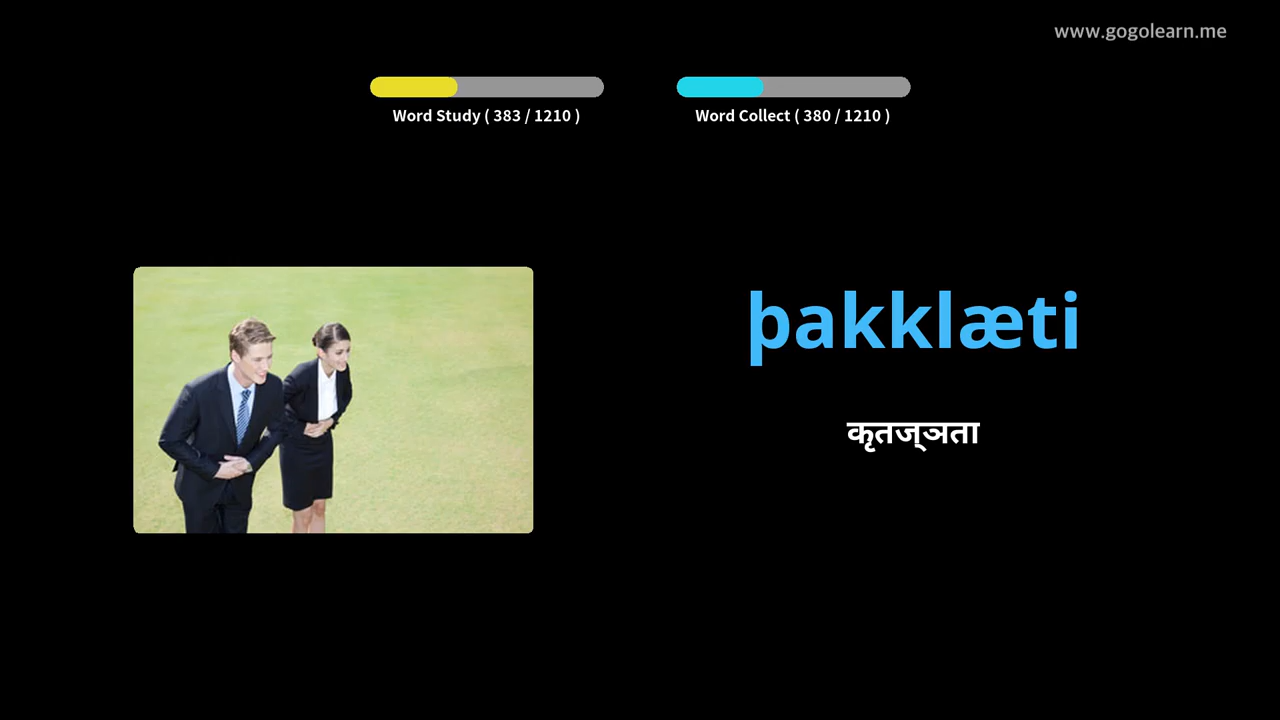 www.gogolearn.me
Word Study ( 383 / 1210 )
Word Collect ( 380 / 1210 )
þakklæti
कृतज्ञता